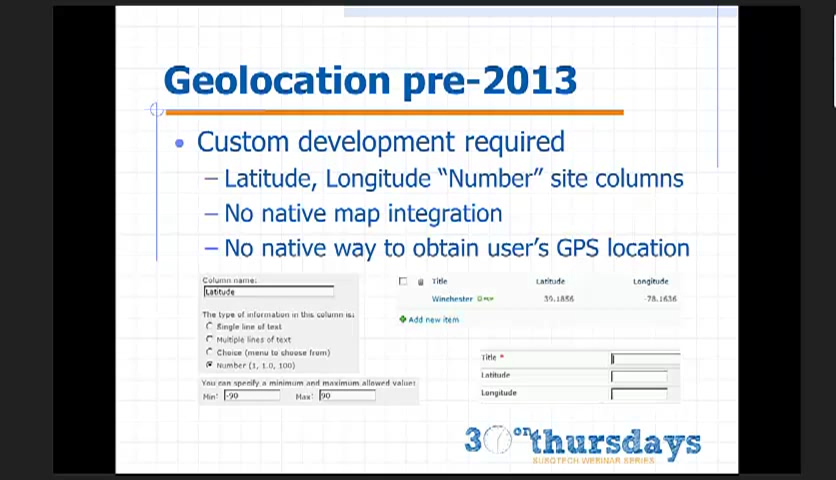 Geolocation pre-2013
• Custom development required
– Latitude, Longitude “Number” site columns
– No native map integration
– No native way to obtain user’s GPS location
Column name:
Latitude
The type of information in this column is:
Single line of text
Multiple lines of text
Choice (menu to choose from)
Number (1, 1.0, 100)
You can specify a minimum and maximum allowed value:
Min: -90 Max: 90
Title Latitude Longitude
Winchester 39.1856 -78.1636
Add new item
Title *
Latitude
Longitude
30 on thursdays
SUSQTECH WEBINAR SERIES